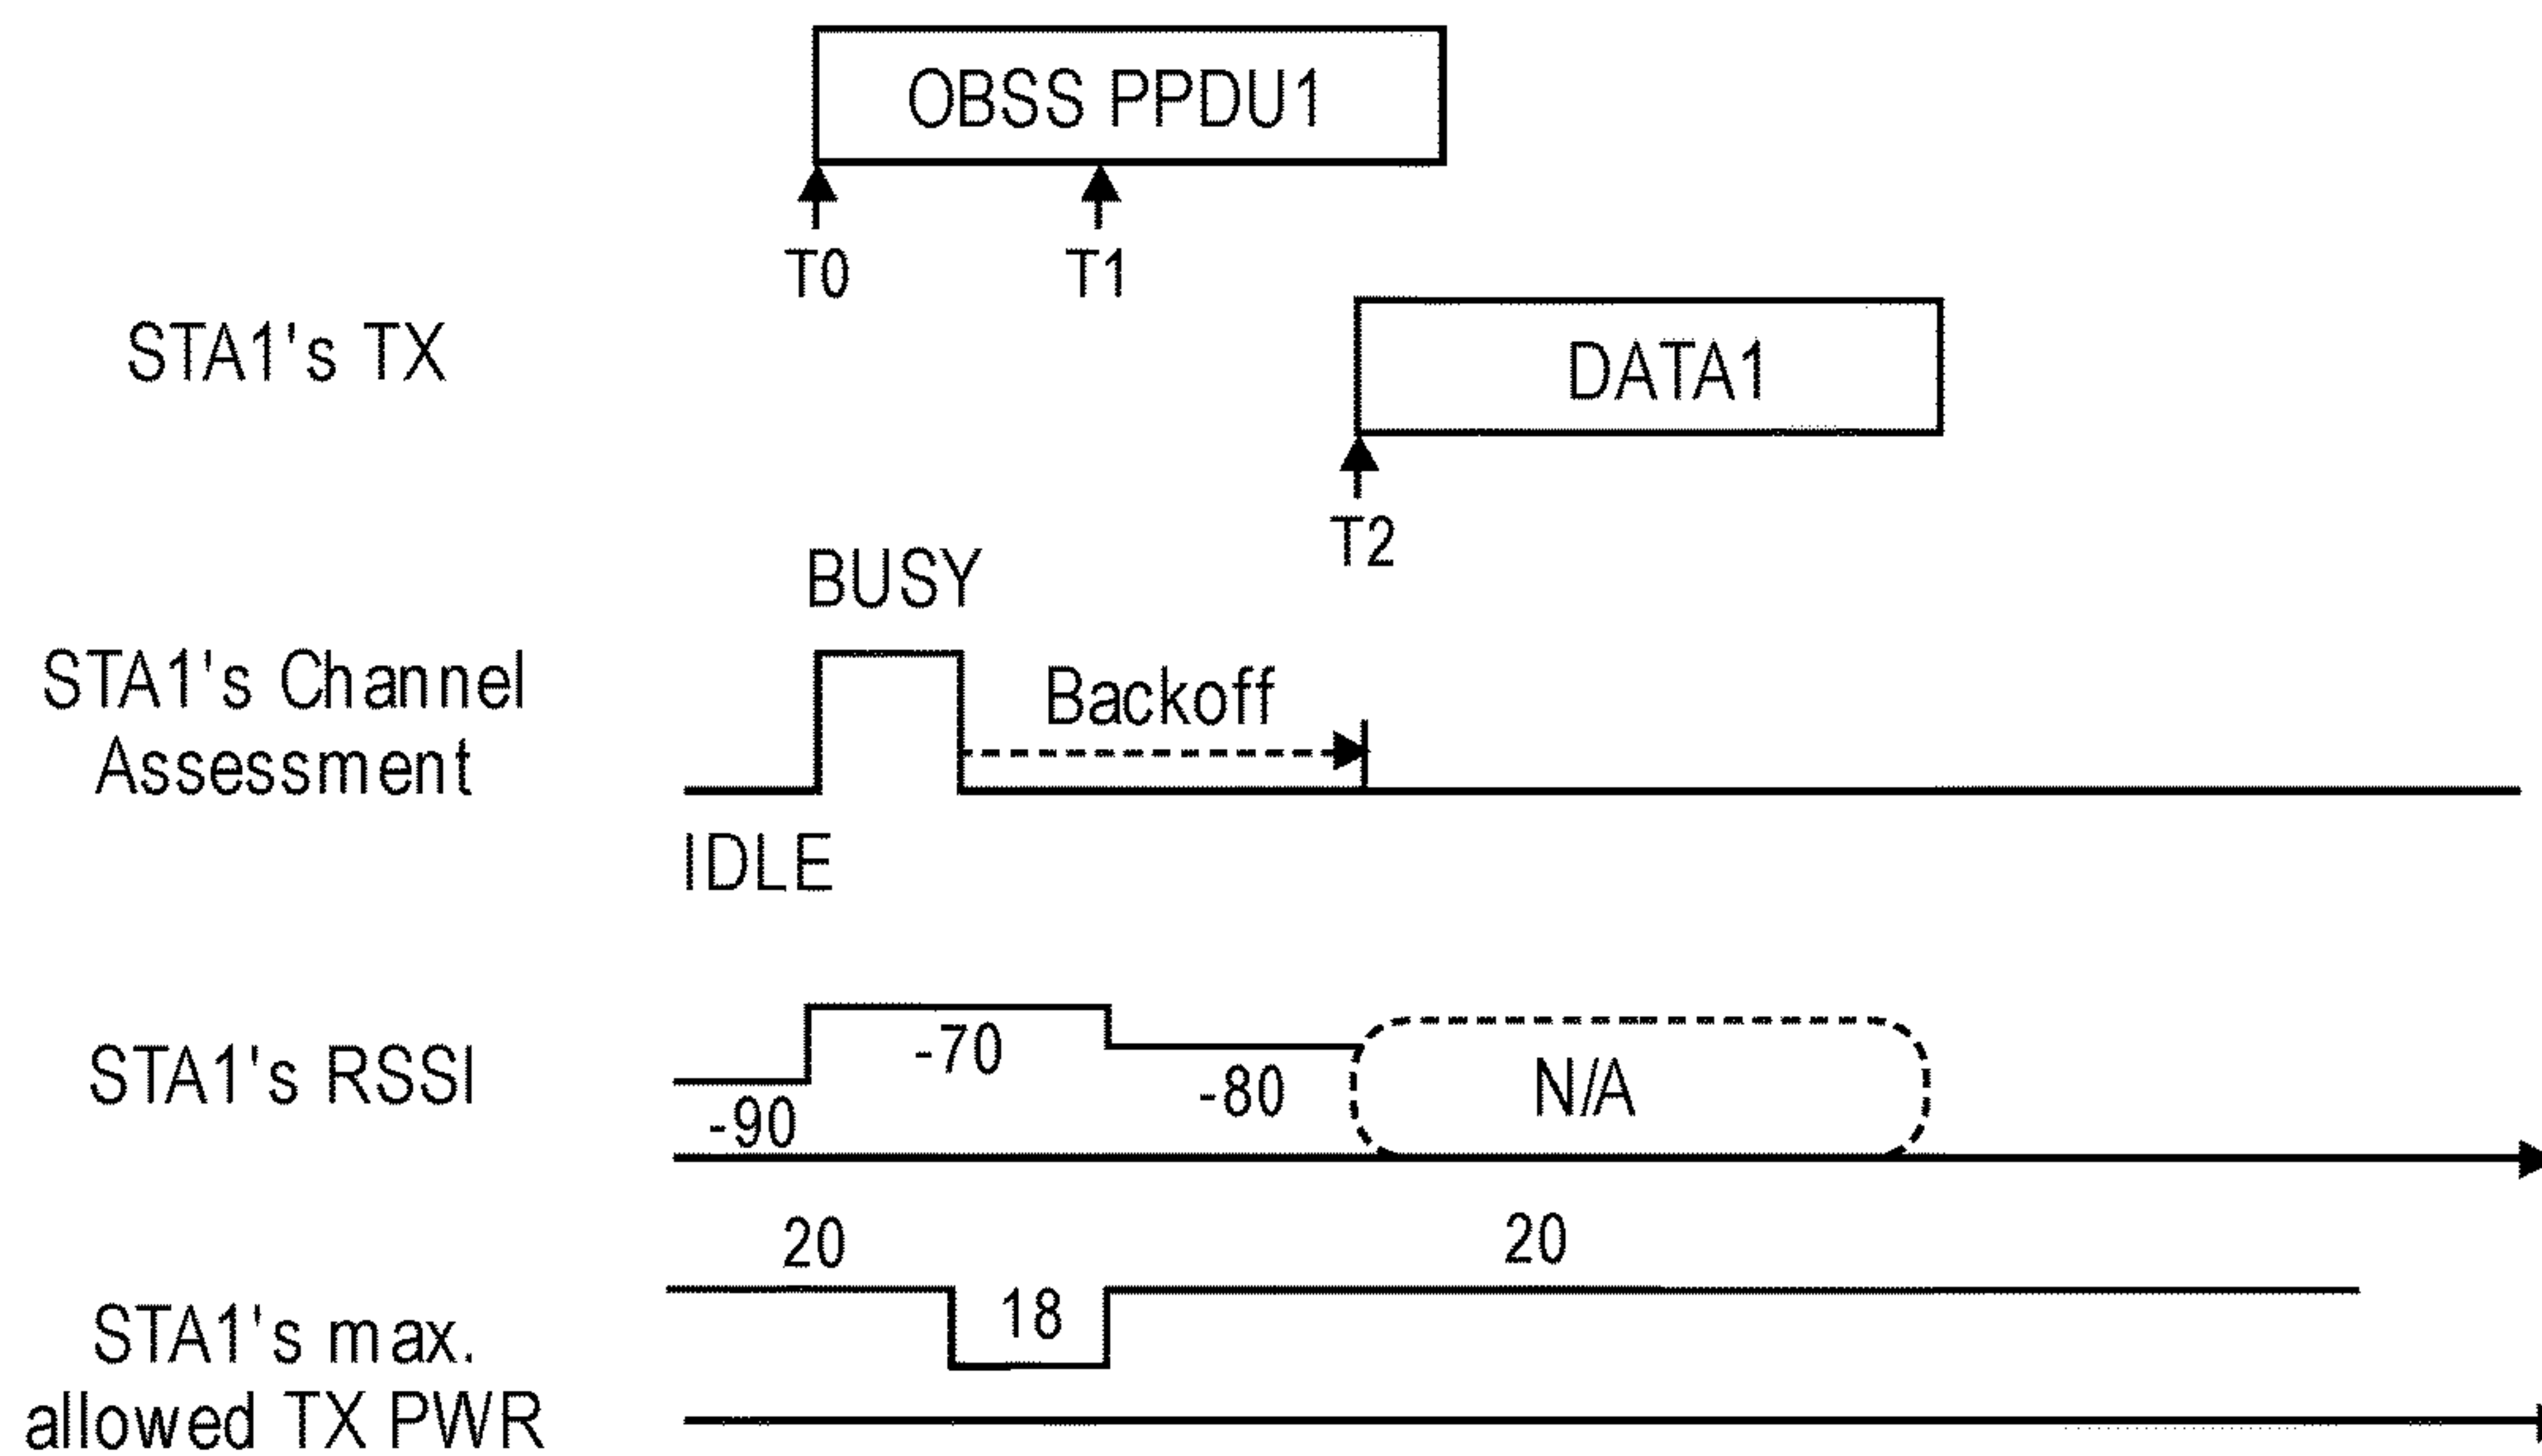 OBSS PPDU1
T0
T1
STA1's TX
DATA1
T2
BUSY
STA1's Channel
Assessment
Backoff
IDLE
STA1's RSSI
-90
-70
-80
N/A
20
18
20
STA1's max.
allowed TX PWR